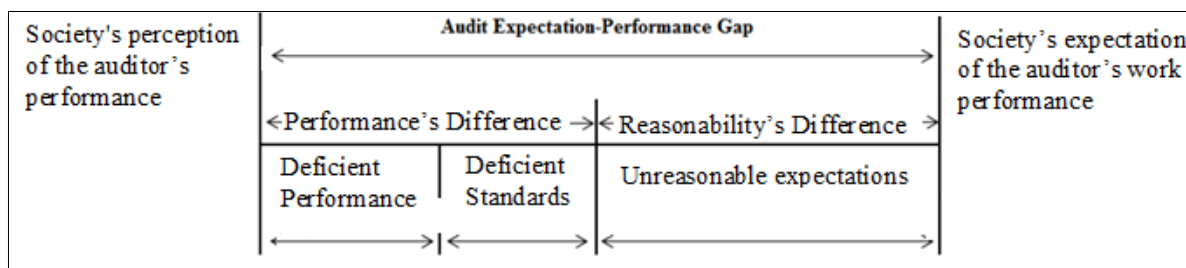 Audit Expectation-Performance Gap
Society's perception
of the auditor's
performance
Society's expectation
of the auditor's work
performance
Performance's Difference
Reasonability's Difference
Deficient
Performance
Deficient
Standards
Unreasonable expectations